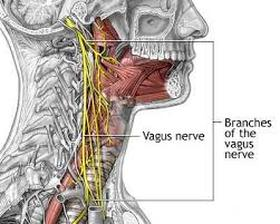 Vagus nerve
Branches
of the
vagus
nerve